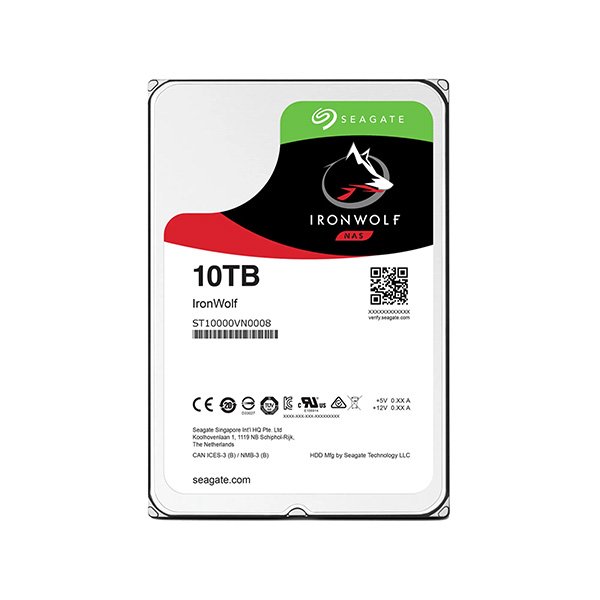 SEAGATE
IRONWOLF
NAS
10TB
IronWolf
ST10000VN0008
XXXXXXXXXXXX
verify.seagate.com
+5V 0.XX A
+12V 0.XX A
Seagate Singapore Int'l HQ Pte. Ltd
Koolhovenlaan 1, 1119 NB Schiphol-Rijk,
The Netherlands
CAN ICES-3 (B) / NMB-3 (B)
HDD Mfg by Seagate Technology LLC
seagate.com